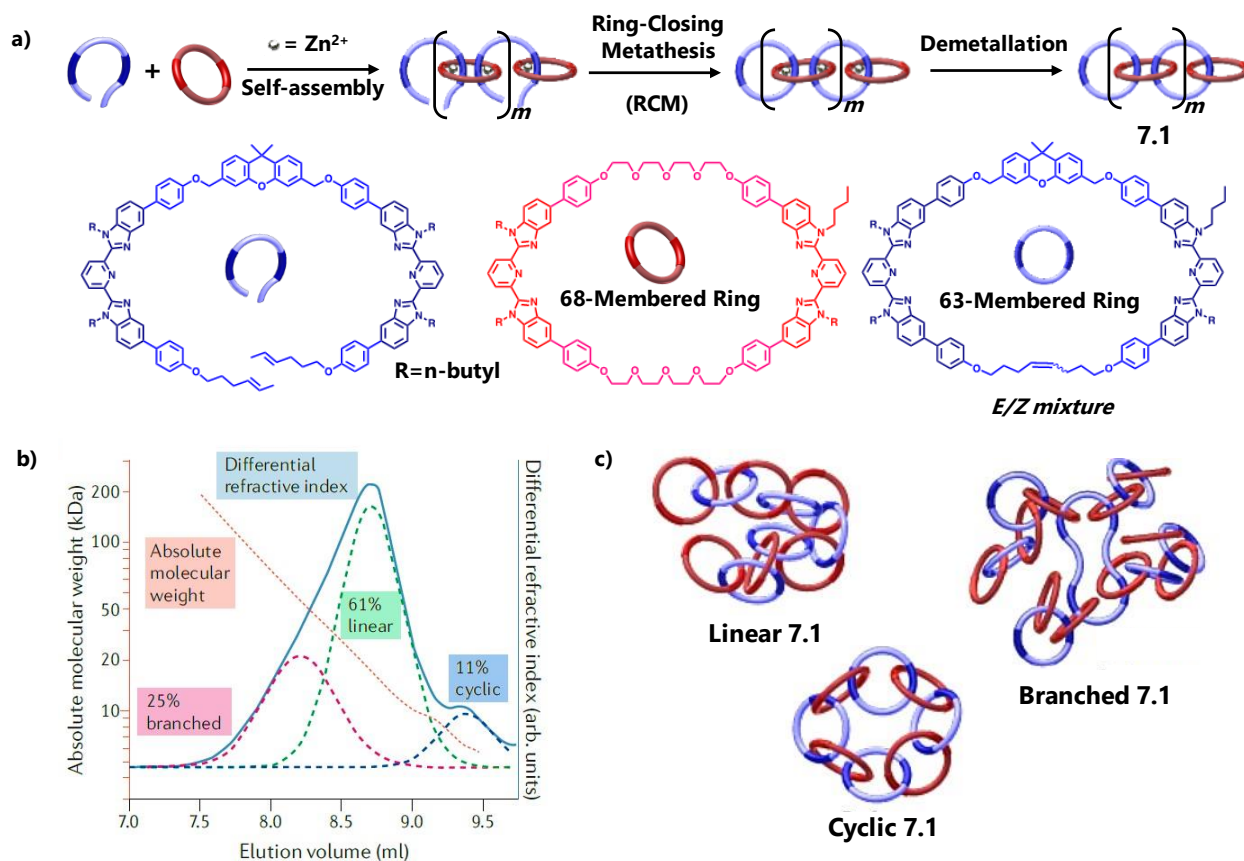 a)
= Zn2+
Self-assembly
m
Ring-Closing
Metathesis
(RCM)
m
Demetallation
m
7.1
+
R=n-butyl
68-Membered Ring
63-Membered Ring
E/Z mixture
b)
Absolute molecular weight (kDa)
200
100
50
20
10
7.0 7.5 8.0 8.5 9.0 9.5
Elution volume (ml)
Differential refractive index (arb. units)
Differential
refractive index
Absolute
molecular
weight
61%
linear
25%
branched
11%
cyclic
c)
Linear 7.1
Branched 7.1
Cyclic 7.1